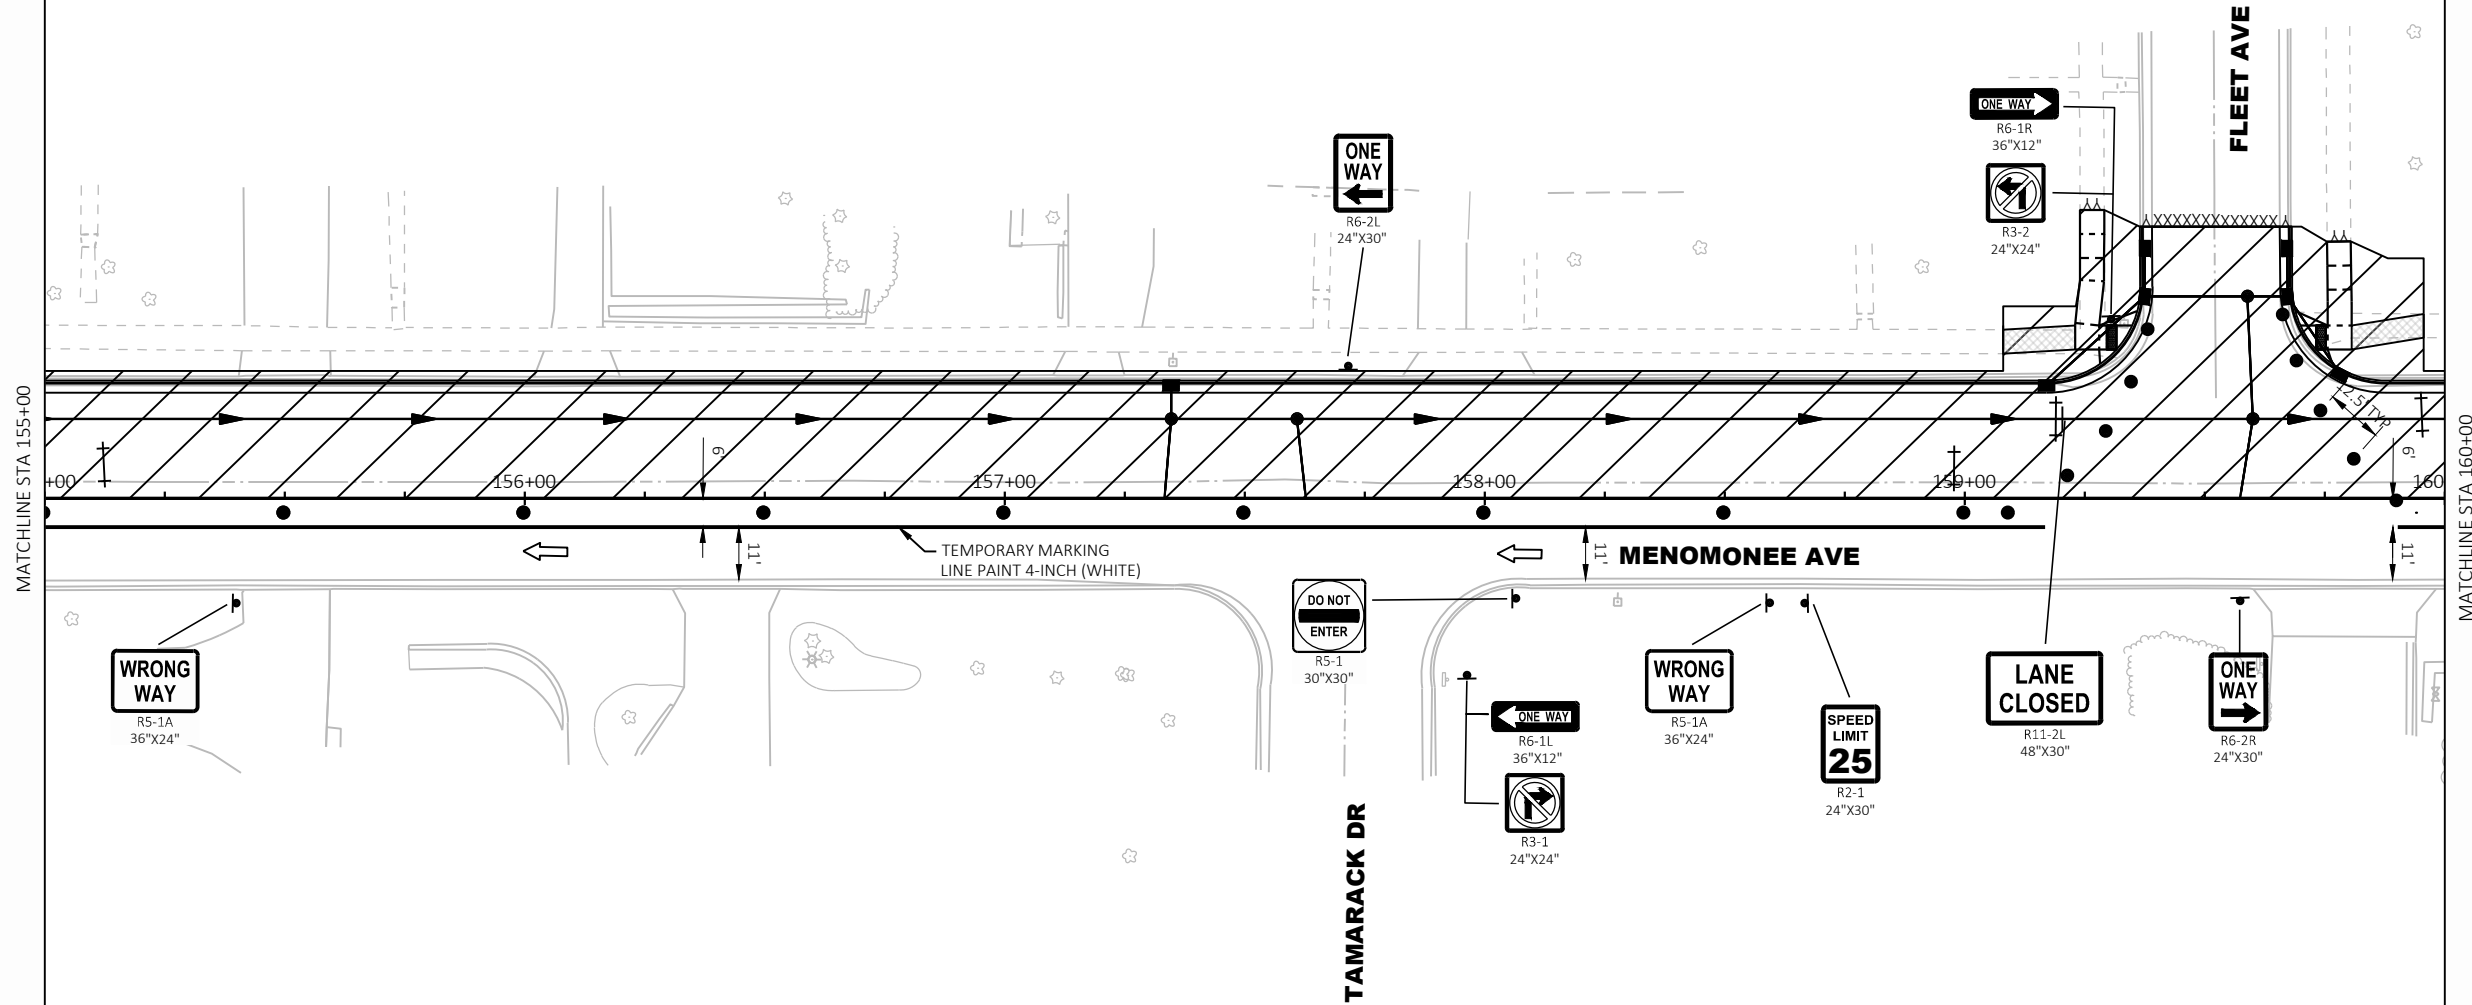 FLEET AVE
ONE WAY
R6-1R
36"X12"
R3-2
24"X24"
ONE
WAY
R6-2L
24"X30"
MATCHLINE STA 155+00
MATCHLINE STA 160+00
2.5' TYP
6'
6'
+00
156+00
157+00
158+00
159+00
160
11'
TEMPORARY MARKING
LINE PAINT 4-INCH (WHITE)
11'
MENOMONEE AVE
11'
DO NOT
ENTER
R5-1
30"X30"
WRONG
WAY
R5-1A
36"X24"
WRONG
WAY
R5-1A
36"X24"
LANE
CLOSED
R11-2L
48"X30"
ONE
WAY
R6-2R
24"X30"
ONE WAY
R6-1L
36"X12"
SPEED
LIMIT
25
R2-1
24"X30"
R3-1
24"X24"
TAMARACK DR